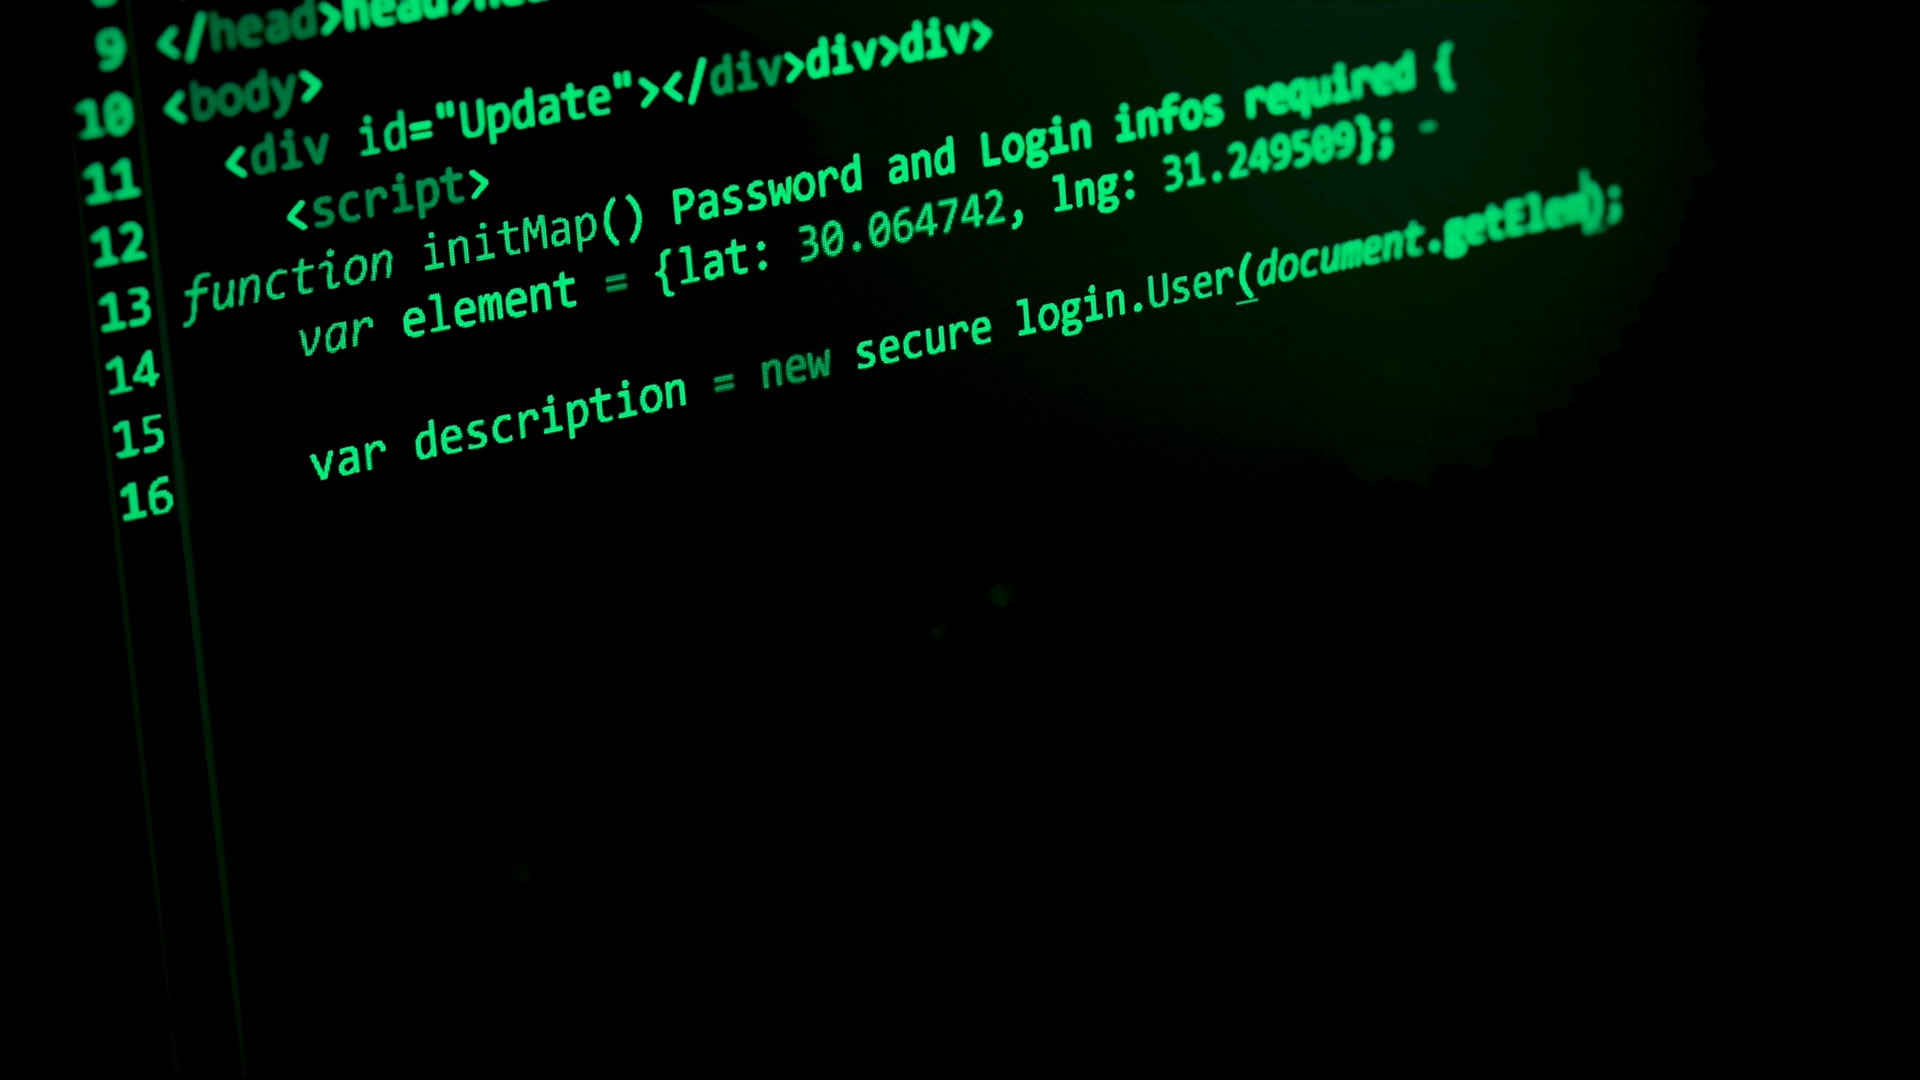 9 </head>head>
10 <body>
11 <div id="Update"></div>div>div>
12 <script>
13 function initMap() Password and Login infos required {
14 var element = {lat: 30.064742, lng: 31.249509}; -
15
16 var description = new secure login.User(document.getElem);